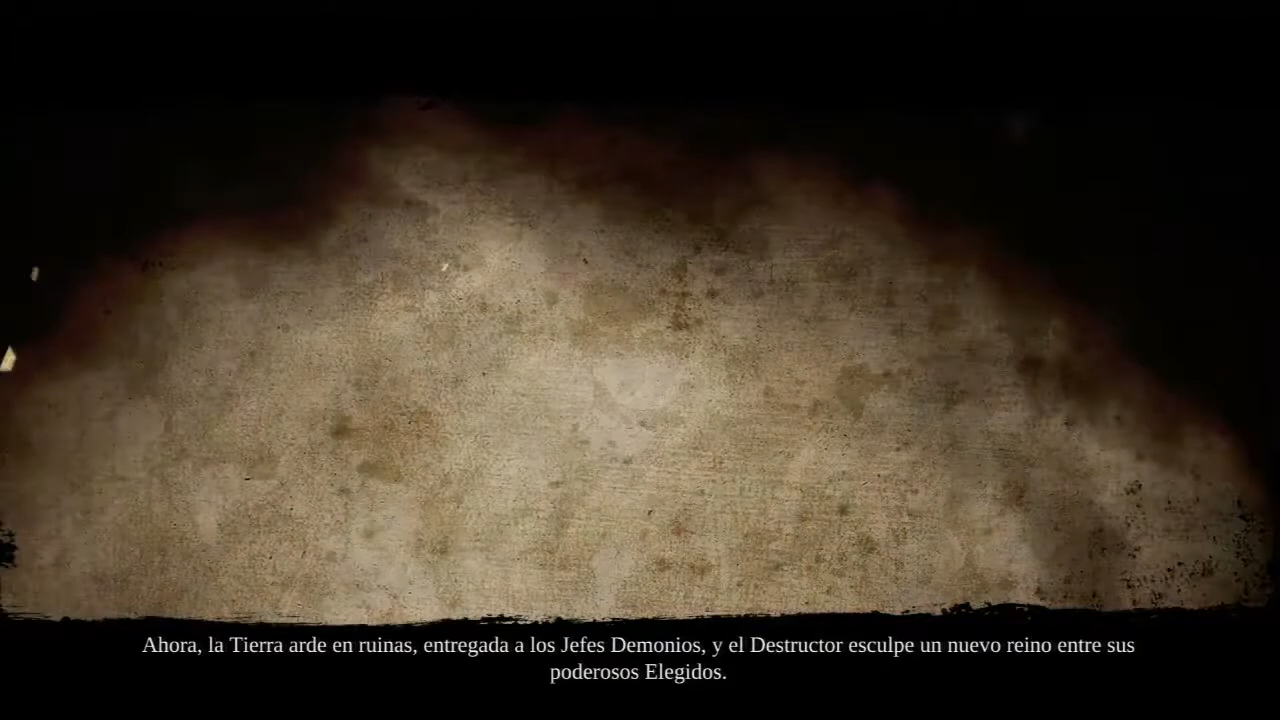 Ahora, la Tierra arde en ruinas, entregada a los Jefes Demonios, y el Destructor esculpe un nuevo reino entre sus
poderosos Elegidos.